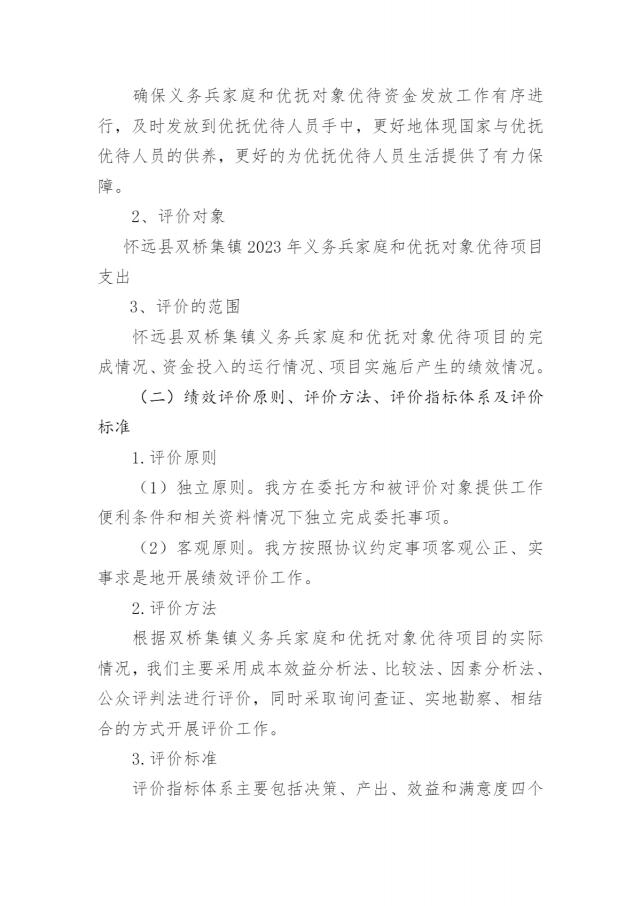 确保义务兵家庭和优抚对象优待资金发放工作有序进
行，及时发放到优抚优待人员手中，更好地体现国家与优抚
优待人员的供养，更好的为优抚优待人员生活提供了有力保
障。
2、评价对象
怀远县双桥集镇 2023 年义务兵家庭和优抚对象优待项目
支出
3、评价的范围
怀远县双桥集镇义务兵家庭和优抚对象优待项目的完
成情况、资金投入的运行情况、项目实施后产生的绩效情况。
（二）绩效评价原则、评价方法、评价指标体系及评价
标准
1.评价原则
（1）独立原则。我方在委托方和被评价对象提供工作
便利条件和相关资料情况下独立完成委托事项。
（2）客观原则。我方按照协议约定事项客观公正、实
事求是地开展绩效评价工作。
2.评价方法
根据双桥集镇义务兵家庭和优抚对象优待项目的实际
情况，我们主要采用成本效益分析法、比较法、因素分析法、
公众评判法进行评价，同时采取询问查证、实地勘察、相结
合的方式开展评价工作。
3.评价标准
评价指标体系主要包括决策、产出、效益和满意度四个